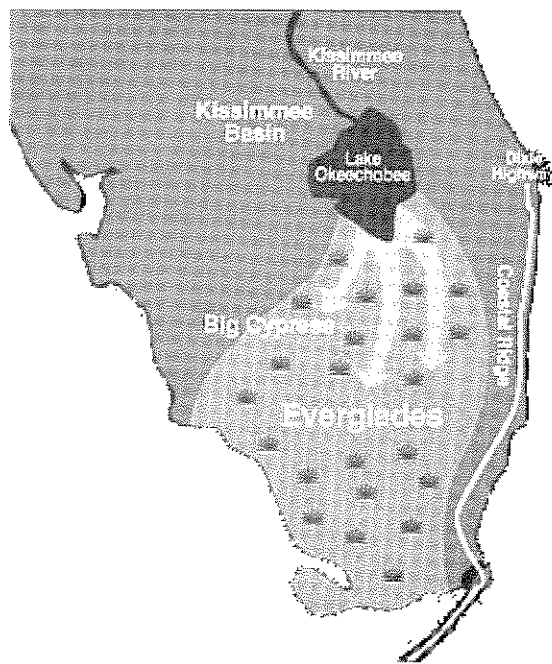 Kissimmee
River
Kissimmee
Basin
Lake
Okeechobee
Dixie
Highway
Big Cypress
Coastal Ridge
Everglades